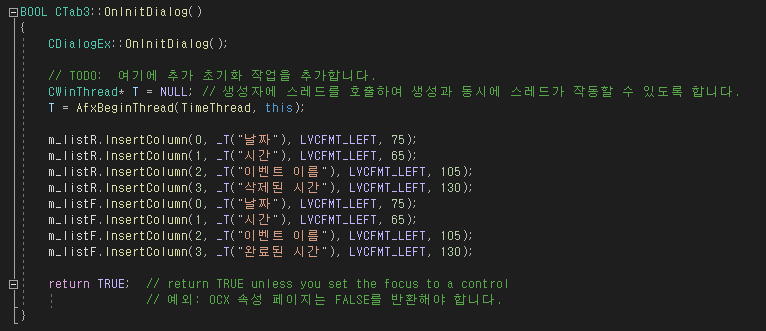 BOOL CTab3::OnInitDialog()
{
CDialogEx::OnInitDialog();
// TODO:  여기에 추가 초기화 작업을 추가합니다.
CWinThread* T = NULL; // 생성자에 스레드를 호출하여 생성과 동시에 스레드가 작동할 수 있도록 합니다.
T = AfxBeginThread(TimeThread, this);
m_listR.InsertColumn(0, _T("날짜"), LVCFMT_LEFT, 75);
m_listR.InsertColumn(1, _T("시간"), LVCFMT_LEFT, 65);
m_listR.InsertColumn(2, _T("이벤트 이름"), LVCFMT_LEFT, 105);
m_listR.InsertColumn(3, _T("삭제된 시간"), LVCFMT_LEFT, 130);
m_listF.InsertColumn(0, _T("날짜"), LVCFMT_LEFT, 75);
m_listF.InsertColumn(1, _T("시간"), LVCFMT_LEFT, 65);
m_listF.InsertColumn(2, _T("이벤트 이름"), LVCFMT_LEFT, 105);
m_listF.InsertColumn(3, _T("완료된 시간"), LVCFMT_LEFT, 130);
return TRUE;  // return TRUE unless you set the focus to a control
// 예외: OCX 속성 페이지는 FALSE를 반환해야 합니다.
}